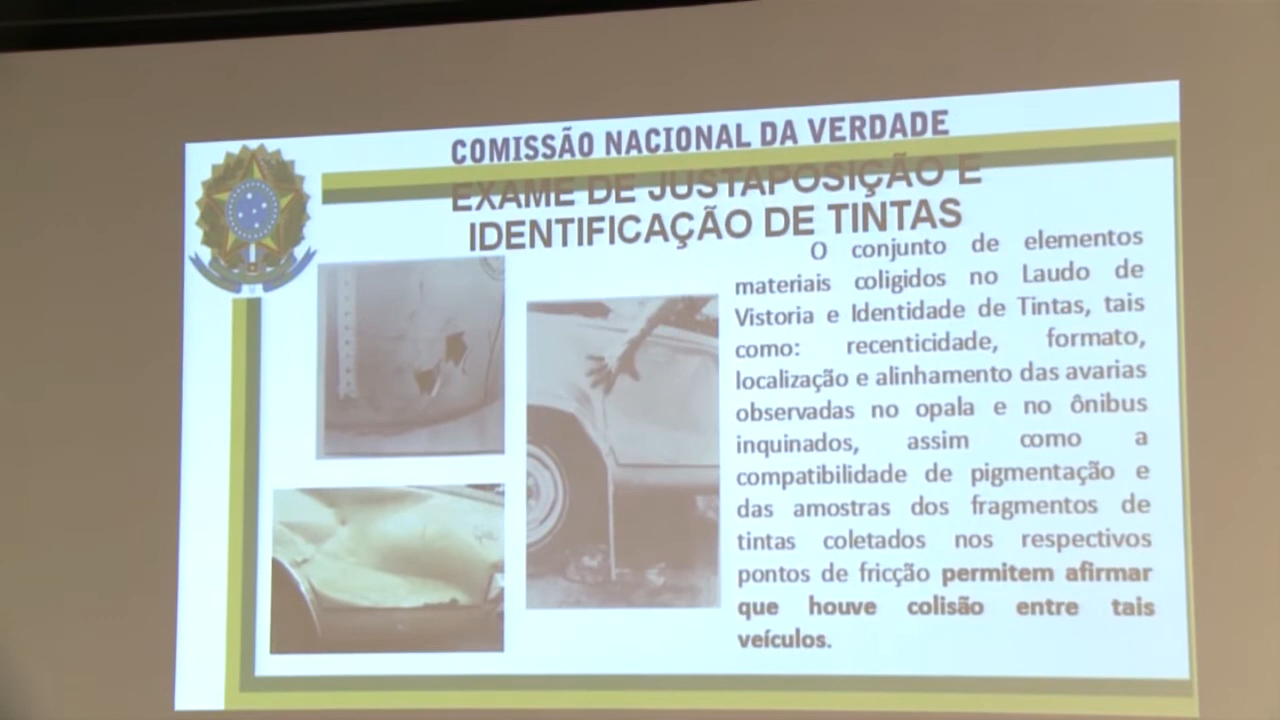 COMISSÃO NACIONAL DA VERDADE
EXAME DE JUSTAPOSIÇÃO E
IDENTIFICAÇÃO DE TINTAS
O conjunto de elementos
materiais coligidos no Laudo de
Vistoria e Identidade de Tintas, tais
como: recenticidade, formato,
localização e alinhamento das avarias
observadas no opala e no ônibus
inquinados, assim como a
compatibilidade de pigmentação e
das amostras dos fragmentos de
tintas coletados nos respectivos
pontos de fricção permitem afirmar
que houve colisão entre tais
veículos.